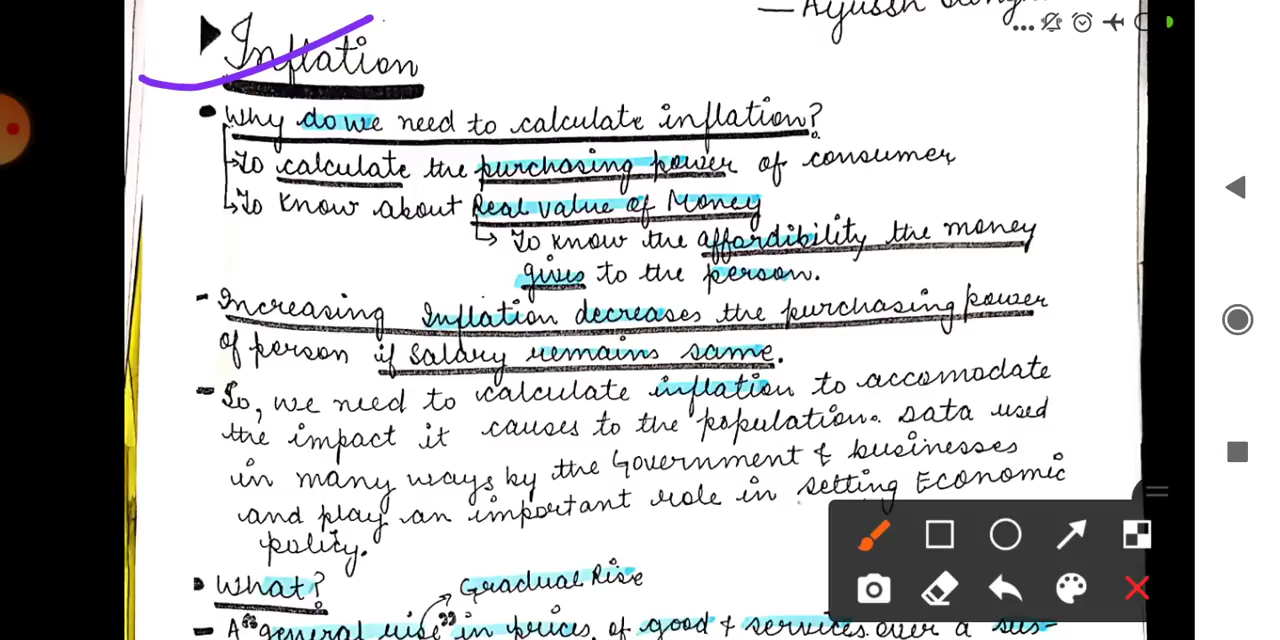 — Ayussh
Inflation
Why do we need to calculate inflation?
To calculate the purchasing power of consumer
To know about Real value of Money
To know the affordibility the money
gives to the person.
- Increasing Inflation decreases the purchasing power
of person if salary remains same.
- So, we need to calculate inflation to accomodate
the impact it causes to the population. Data used
in many ways by the Government & businesses
and play an important role in setting Economic
policy.
What?
Gradual Rise
- A "general rise" in prices of good & services over a sus-